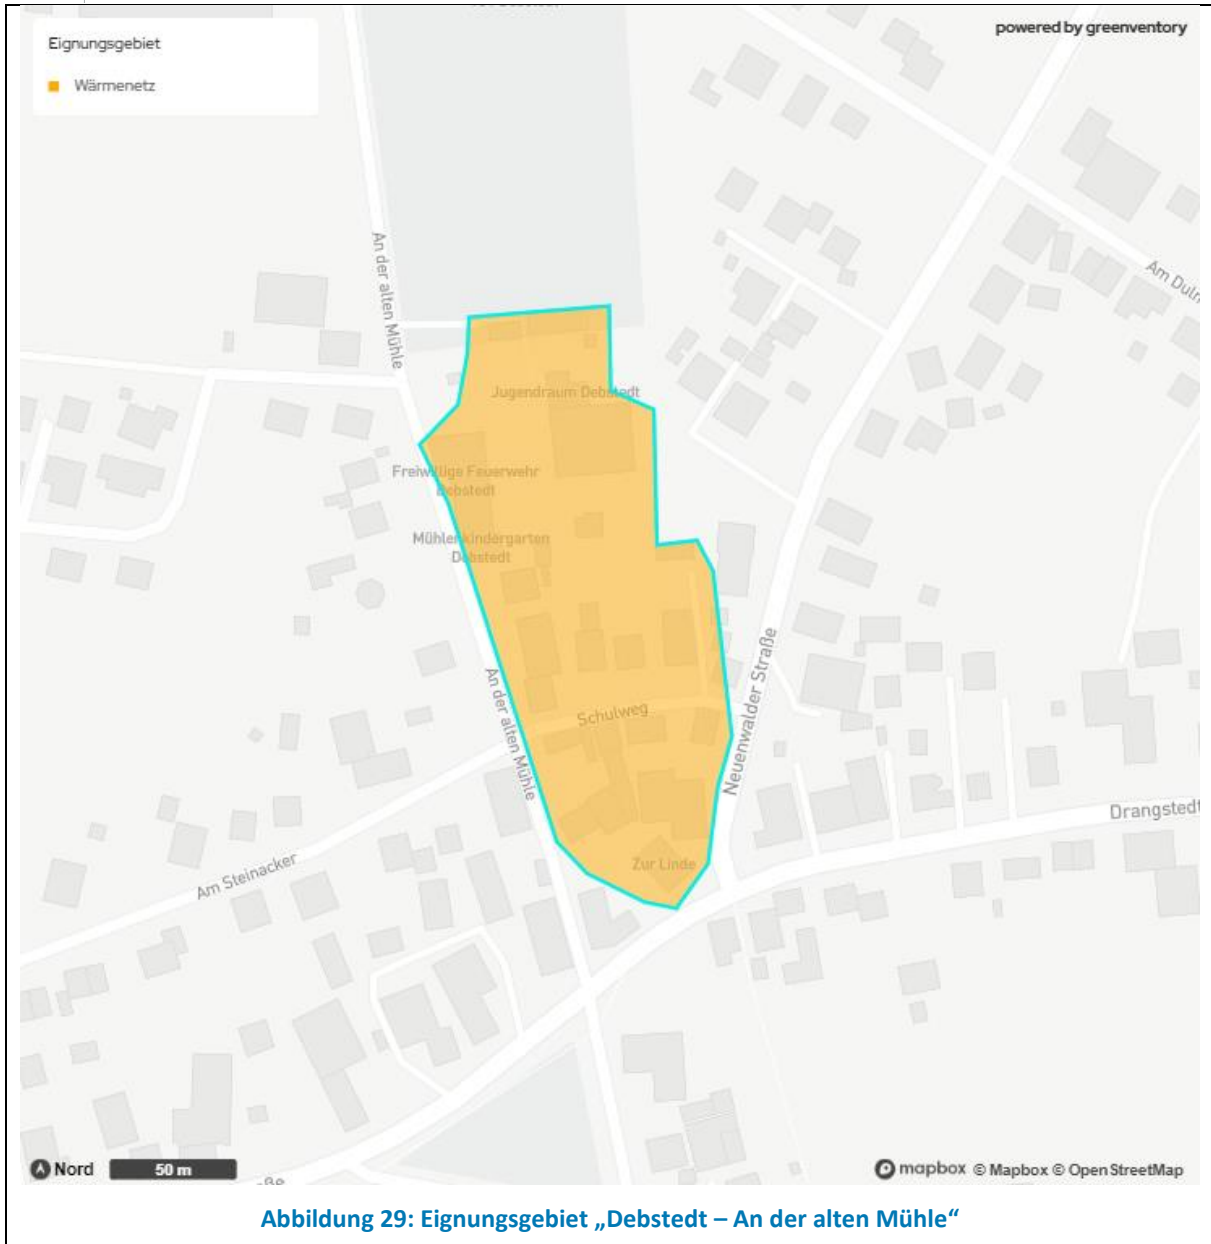 powered by greenventory
Eignungsgebiet
Wärmenetz
An der alten Mühle
Jugendraum Debstedt
Freiwillige Feuerwehr
Debstedt
Mühlenkindergarten
Debstedt
An der alten Mühle
Schulweg
Neuenwalder Straße
Zur Linde
Am Steinacker
Drangstedt
Nord
50 m
mapbox © Mapbox © OpenStreetMap
Abbildung 29: Eignungsgebiet „Debstedt – An der alten Mühle“